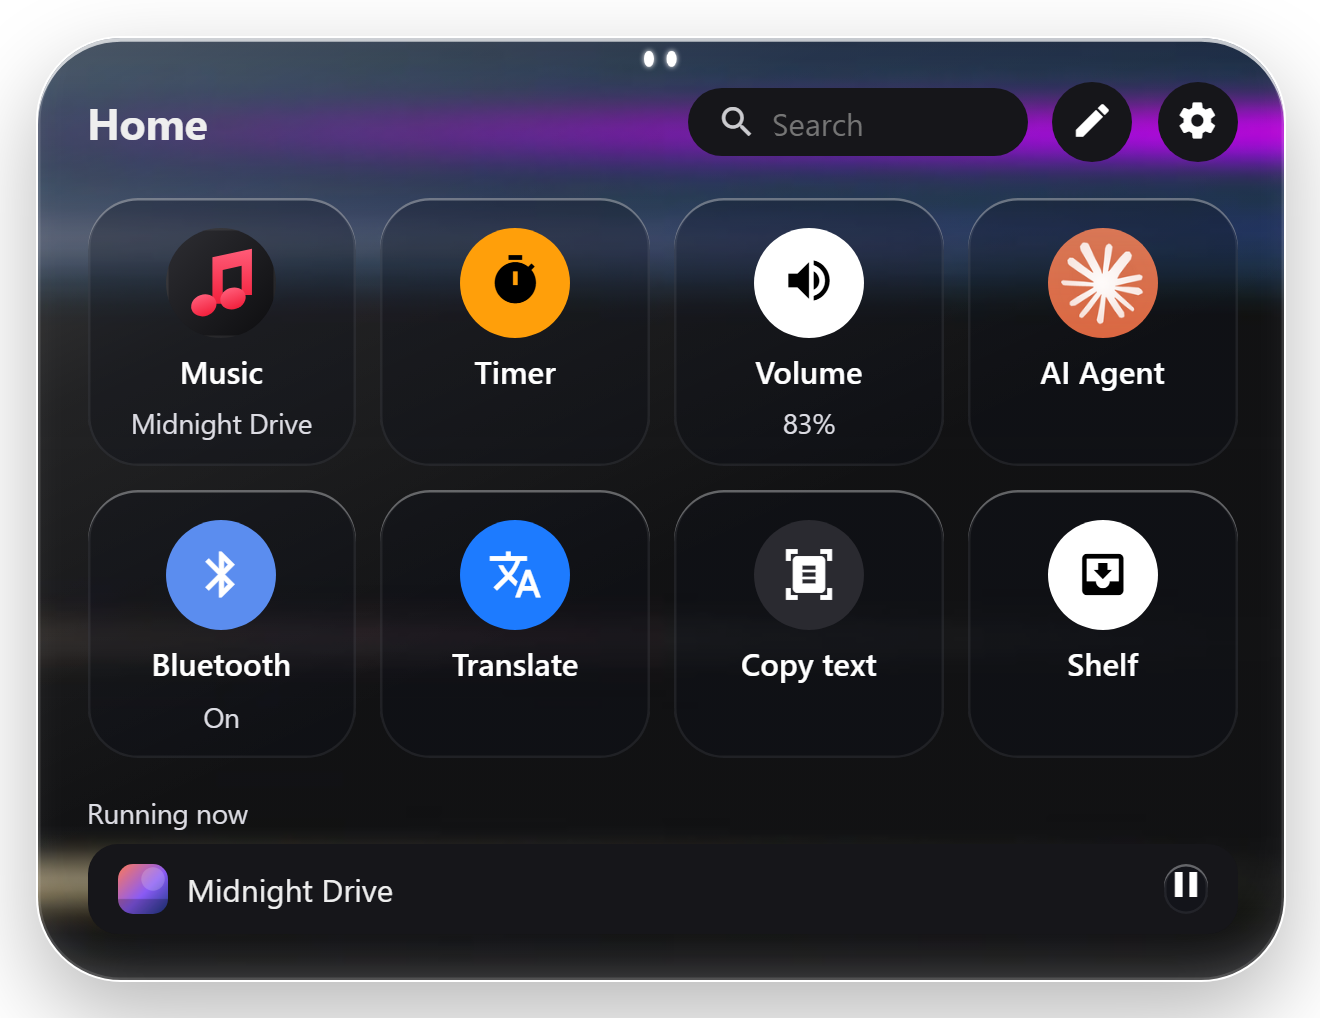 Home
Search
Music
Midnight Drive
Timer
Volume
83%
AI Agent
Bluetooth
On
Translate
Copy text
Shelf
Running now
Midnight Drive